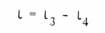 ι = ι₃ - ι₄